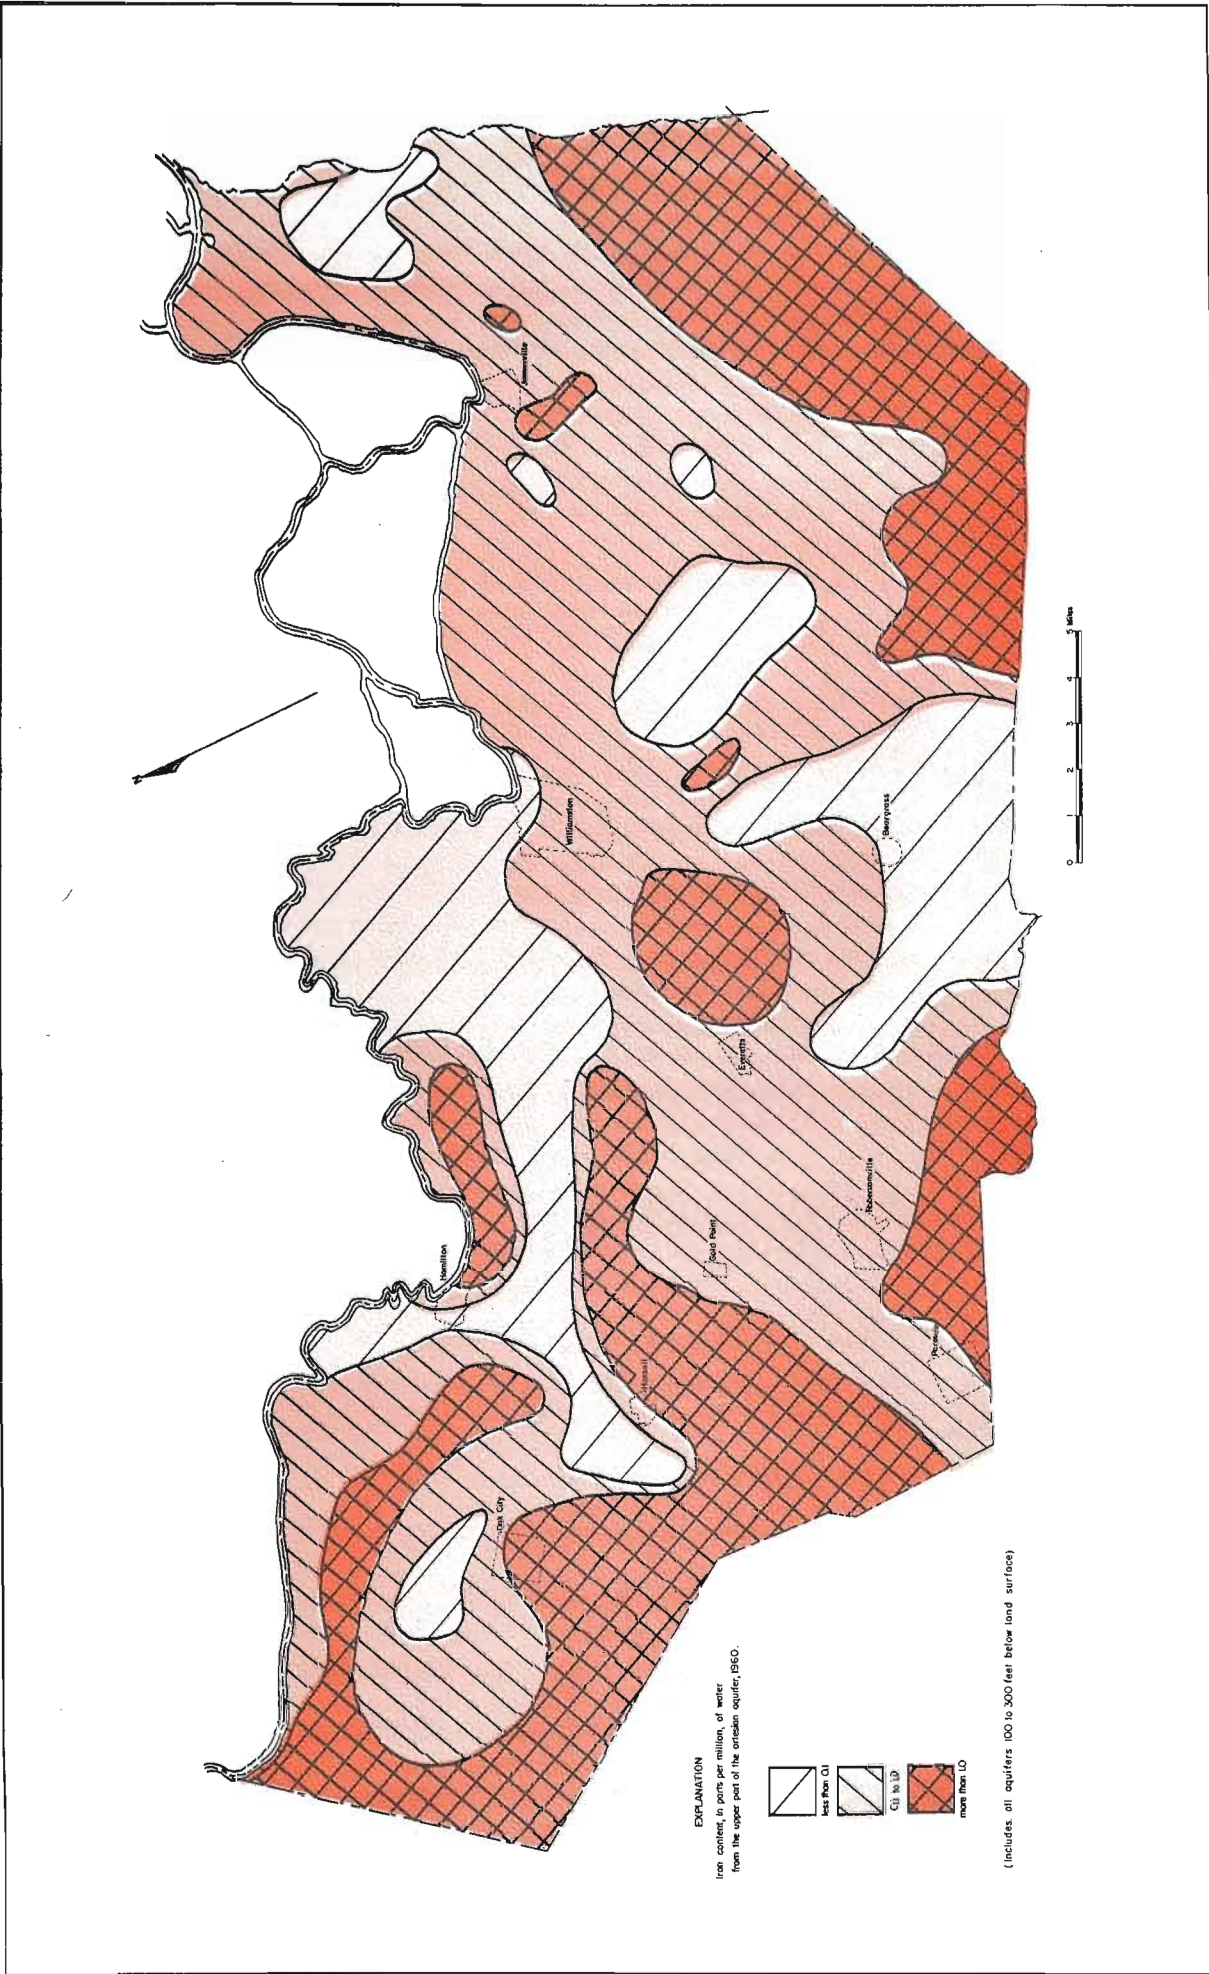 N
Jamesville
Williamston
Beargrass
Everetts
Hamilton
Gold Point
Robersonville
Hassell
Parmele
Oak City
0 1 2 3 4 5 Miles
EXPLANATION
Iron content, in parts per million, of water
from the upper part of the artesian aquifer, 1960.
less than 0.1
0.1 to 1.0
more than 1.0
(Includes all aquifers 100 to 300 feet below land surface)